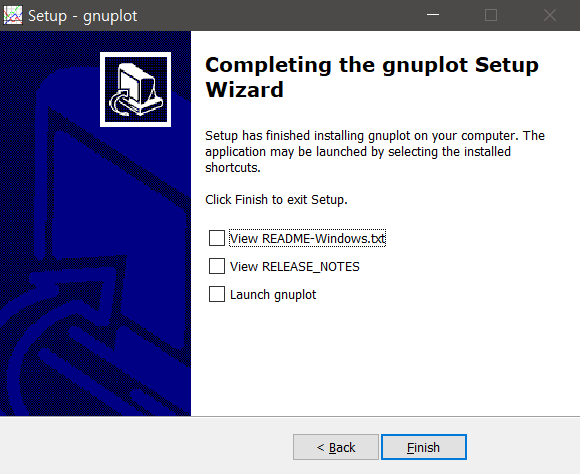 Setup - gnuplot
Completing the gnuplot Setup
Wizard
Setup has finished installing gnuplot on your computer. The
application may be launched by selecting the installed
shortcuts.
Click Finish to exit Setup.
View README-Windows.txt
View RELEASE_NOTES
Launch gnuplot
< Back
Finish